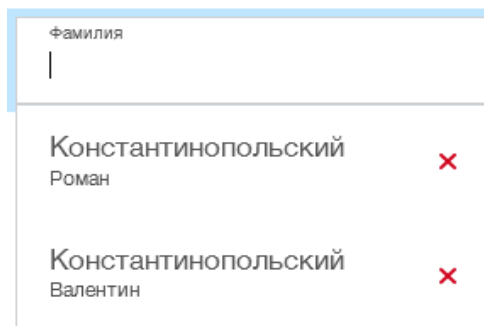 Фамилия
Константинопольский
Роман
Константинопольский
Валентин